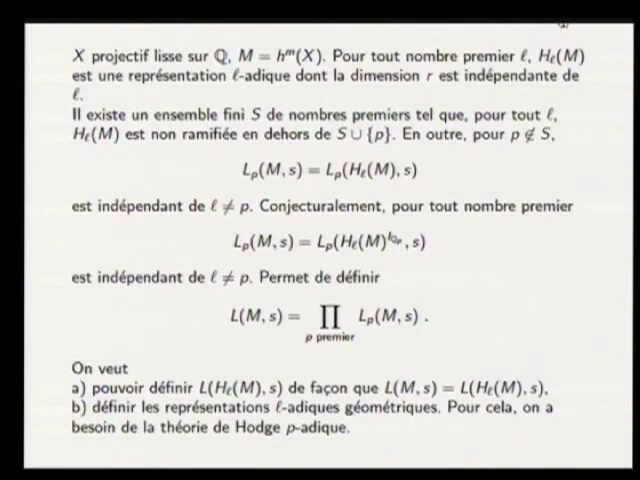 X projectif lisse sur ℚ, M = hᵐ(X). Pour tout nombre premier ℓ, H_ℓ(M)
est une représentation ℓ-adique dont la dimension r est indépendante de
ℓ.
Il existe un ensemble fini S de nombres premiers tel que, pour tout ℓ,
H_ℓ(M) est non ramifiée en dehors de S ∪ {p}. En outre, pour p ∉ S,
L_p(M, s) = L_p(H_ℓ(M), s)
est indépendant de ℓ ≠ p. Conjecturalement, pour tout nombre premier
L_p(M, s) = L_p(H_ℓ(M)^{I_{ℚ_p}}, s)
est indépendant de ℓ ≠ p. Permet de définir
L(M, s) = ∏ L_p(M, s) .
p premier
On veut
a) pouvoir définir L(H_ℓ(M), s) de façon que L(M, s) = L(H_ℓ(M), s),
b) définir les représentations ℓ-adiques géométriques. Pour cela, on a
besoin de la théorie de Hodge p-adique.